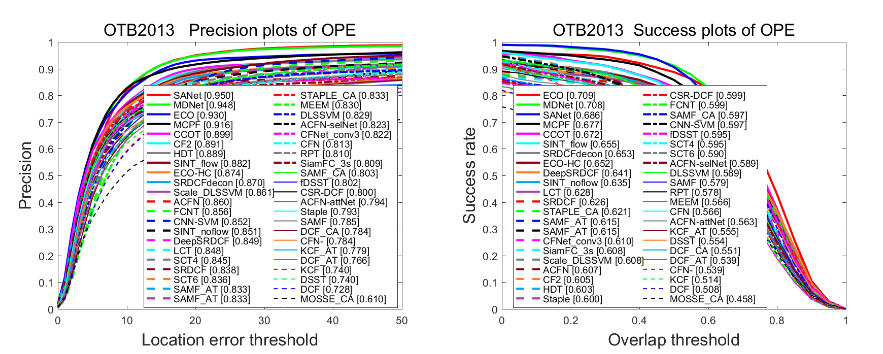 OTB2013   Precision plots of OPE
Precision
1
0.9
0.8
0.7
0.6
0.5
0.4
0.3
0.2
0.1
0
SANet [0.950]
MDNet [0.948]
ECO [0.930]
MCPF [0.916]
CCOT [0.899]
CF2 [0.891]
HDT [0.889]
SINT_flow [0.882]
ECO-HC [0.874]
SRDCFdecon [0.870]
Scale_DLSSVM [0.861]
ACFN [0.860]
FCNT [0.856]
CNN-SVM [0.852]
SINT_noflow [0.851]
DeepSRDCF [0.849]
LCT [0.848]
SCT4 [0.845]
SRDCF [0.838]
SCT6 [0.836]
SAMF_AT [0.833]
SAMF_AT [0.833]
STAPLE_CA [0.833]
MEEM [0.830]
DLSSVM [0.829]
ACFN-selNet [0.823]
CFNet_conv3 [0.822]
CFN [0.813]
RPT [0.810]
SiamFC_3s [0.809]
SAMF_CA [0.803]
fDSST [0.802]
CSR-DCF [0.800]
ACFN-attNet [0.794]
Staple [0.793]
SAMF [0.785]
DCF_CA [0.784]
CFN- [0.784]
KCF_AT [0.779]
DCF_AT [0.766]
KCF [0.740]
DSST [0.740]
DCF [0.728]
MOSSE_CA [0.610]
0 10 20 30 40 50
Location error threshold
OTB2013  Success plots of OPE
Success rate
1
0.9
0.8
0.7
0.6
0.5
0.4
0.3
0.2
0.1
0
ECO [0.709]
MDNet [0.708]
SANet [0.686]
MCPF [0.677]
CCOT [0.672]
SINT_flow [0.655]
SRDCFdecon [0.653]
ECO-HC [0.652]
DeepSRDCF [0.641]
SINT_noflow [0.635]
LCT [0.628]
SRDCF [0.626]
STAPLE_CA [0.621]
SAMF_AT [0.615]
SAMF_AT [0.615]
CFNet_conv3 [0.610]
SiamFC_3s [0.608]
Scale_DLSSVM [0.608]
ACFN [0.607]
CF2 [0.605]
HDT [0.603]
Staple [0.600]
CSR-DCF [0.599]
FCNT [0.599]
SAMF_CA [0.597]
CNN-SVM [0.597]
fDSST [0.595]
SCT4 [0.595]
SCT6 [0.590]
ACFN-selNet [0.589]
DLSSVM [0.589]
SAMF [0.579]
RPT [0.578]
MEEM [0.566]
CFN [0.566]
ACFN-attNet [0.563]
KCF_AT [0.555]
DSST [0.554]
DCF_CA [0.551]
DCF_AT [0.539]
CFN- [0.539]
KCF [0.514]
DCF [0.508]
MOSSE_CA [0.458]
0 0.2 0.4 0.6 0.8 1
Overlap threshold